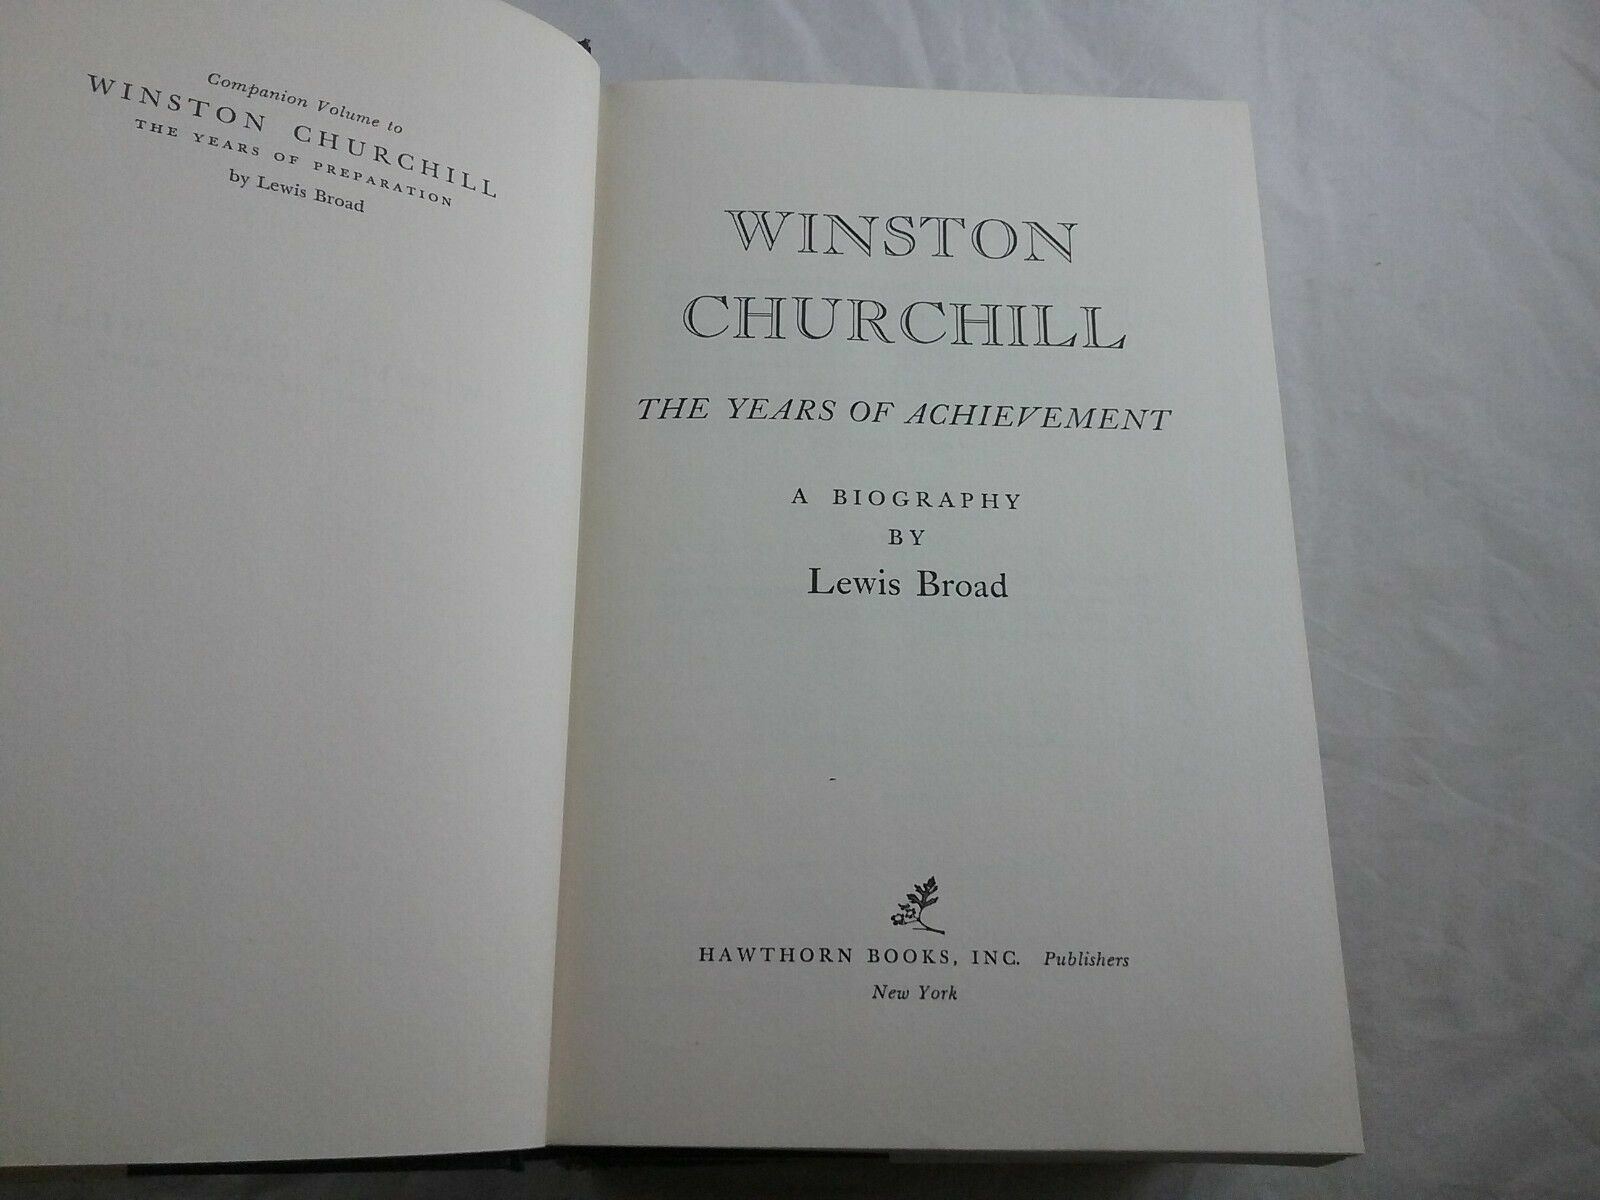 Companion Volume to
WINSTON CHURCHILL
THE YEARS OF PREPARATION
by Lewis Broad
WINSTON
CHURCHILL
THE YEARS OF ACHIEVEMENT
A BIOGRAPHY
BY
Lewis Broad
HAWTHORN BOOKS, INC. Publishers
New York